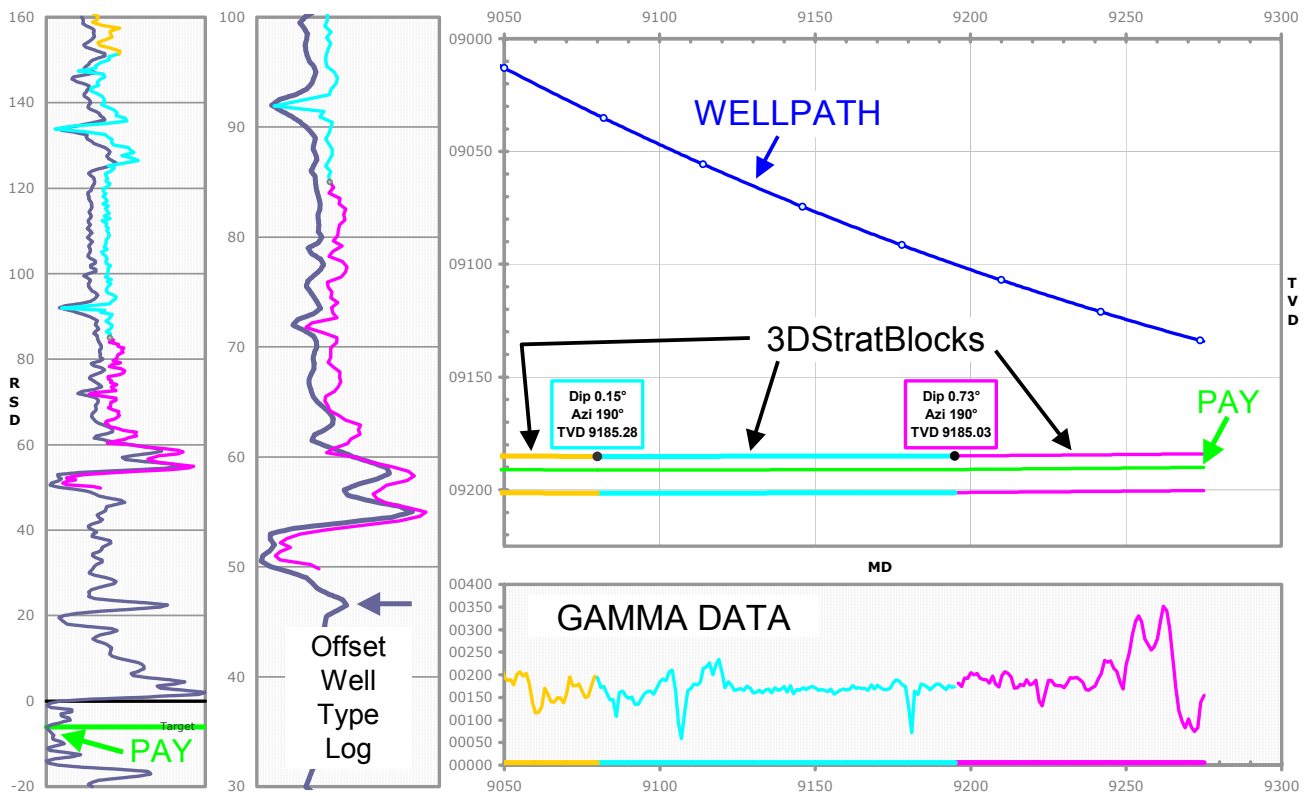 160
140
120
100
80
60
40
20
0
-20
R
S
D
Target
PAY
100
90
80
70
60
50
40
30
Offset
Well
Type
Log
9050 9100 9150 9200 9250 9300
09000
09050
09100
09150
09200
WELLPATH
3DStratBlocks
Dip 0.15°
Azi 190°
TVD 9185.28
Dip 0.73°
Azi 190°
TVD 9185.03
PAY
T
V
D
MD
00400
00350
00300
00250
00200
00150
00100
00050
00000
GAMMA DATA
9050 9100 9150 9200 9250 9300